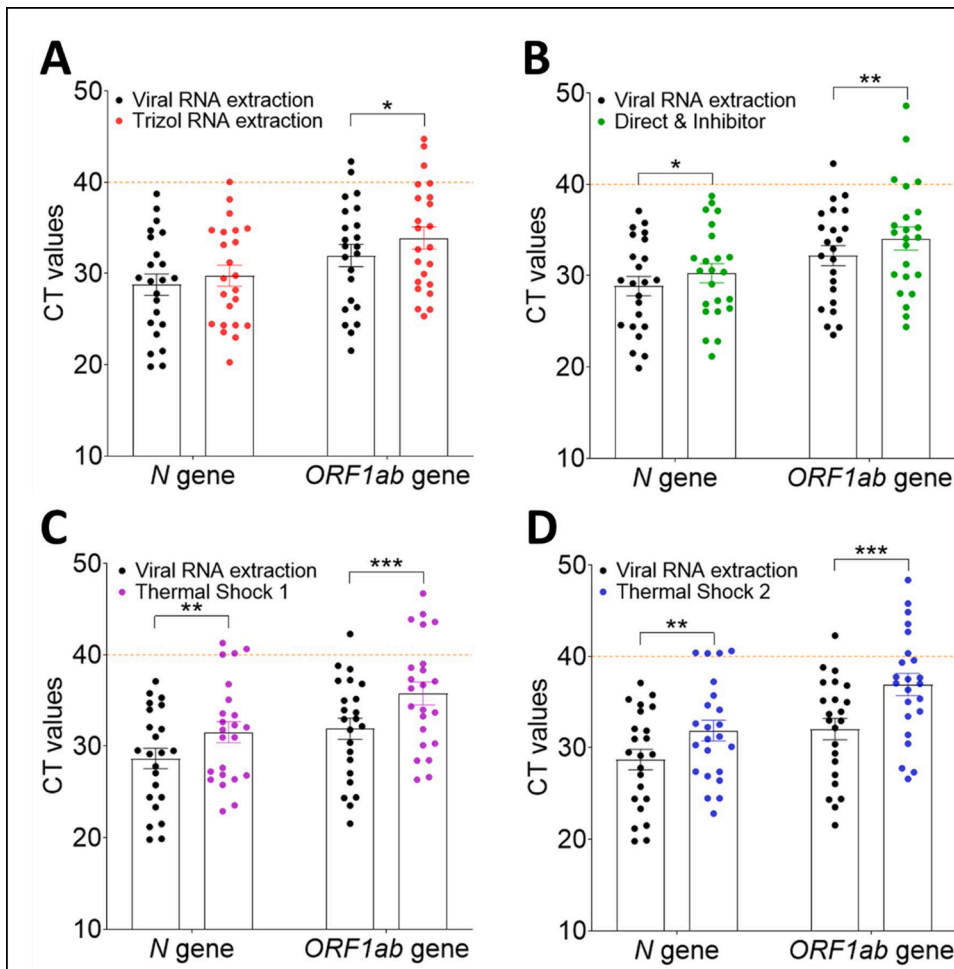 A
50
40
30
20
10
CT values
Viral RNA extraction
Trizol RNA extraction
*
N gene
ORF1ab gene
B
50
40
30
20
10
CT values
Viral RNA extraction
Direct & Inhibitor
*
**
N gene
ORF1ab gene
C
50
40
30
20
10
CT values
Viral RNA extraction
Thermal Shock 1
**
***
N gene
ORF1ab gene
D
50
40
30
20
10
CT values
Viral RNA extraction
Thermal Shock 2
**
***
N gene
ORF1ab gene